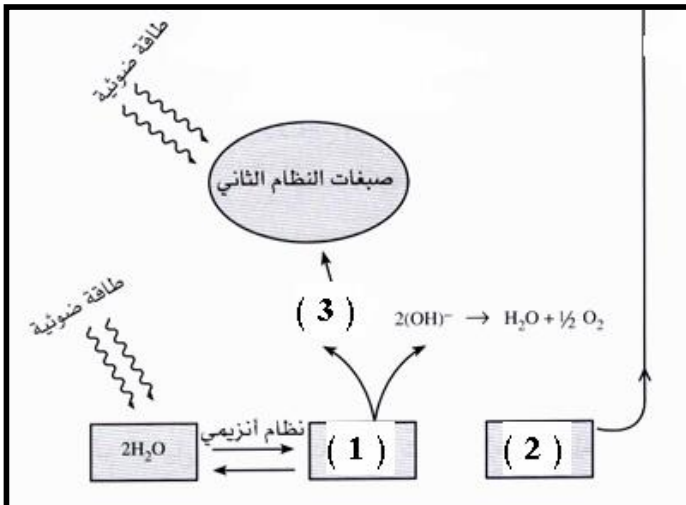 طاقة ضوئية
صبغات النظام الثاني
طاقة ضوئية
( 3 )
2(OH)⁻ → H₂O + ½ O₂
2H₂O
نظام أنزيمي
( 1 )
( 2 )